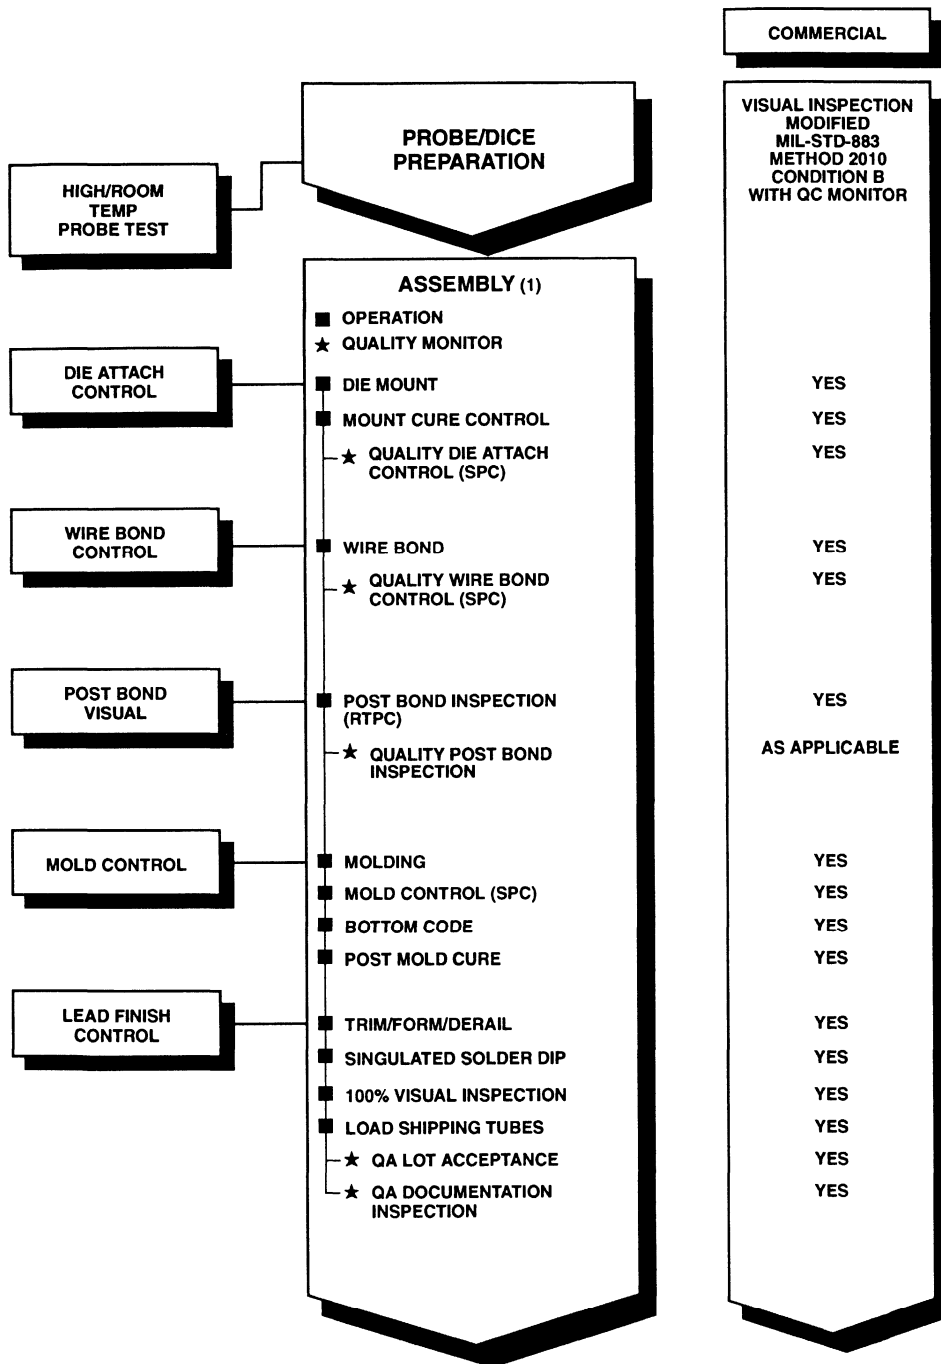 COMMERCIAL
VISUAL INSPECTION
MODIFIED
MIL-STD-883
METHOD 2010
CONDITION B
WITH QC MONITOR
PROBE/DICE
PREPARATION
HIGH/ROOM
TEMP
PROBE TEST
ASSEMBLY (1)
■ OPERATION
★ QUALITY MONITOR
DIE ATTACH
CONTROL
■ DIE MOUNT YES
■ MOUNT CURE CONTROL YES
★ QUALITY DIE ATTACH YES
CONTROL (SPC)
WIRE BOND
CONTROL
■ WIRE BOND YES
★ QUALITY WIRE BOND YES
CONTROL (SPC)
POST BOND
VISUAL
■ POST BOND INSPECTION YES
(RTPC)
★ QUALITY POST BOND AS APPLICABLE
INSPECTION
MOLD CONTROL
■ MOLDING YES
■ MOLD CONTROL (SPC) YES
■ BOTTOM CODE YES
■ POST MOLD CURE YES
LEAD FINISH
CONTROL
■ TRIM/FORM/DERAIL YES
■ SINGULATED SOLDER DIP YES
■ 100% VISUAL INSPECTION YES
■ LOAD SHIPPING TUBES YES
★ QA LOT ACCEPTANCE YES
★ QA DOCUMENTATION YES
INSPECTION